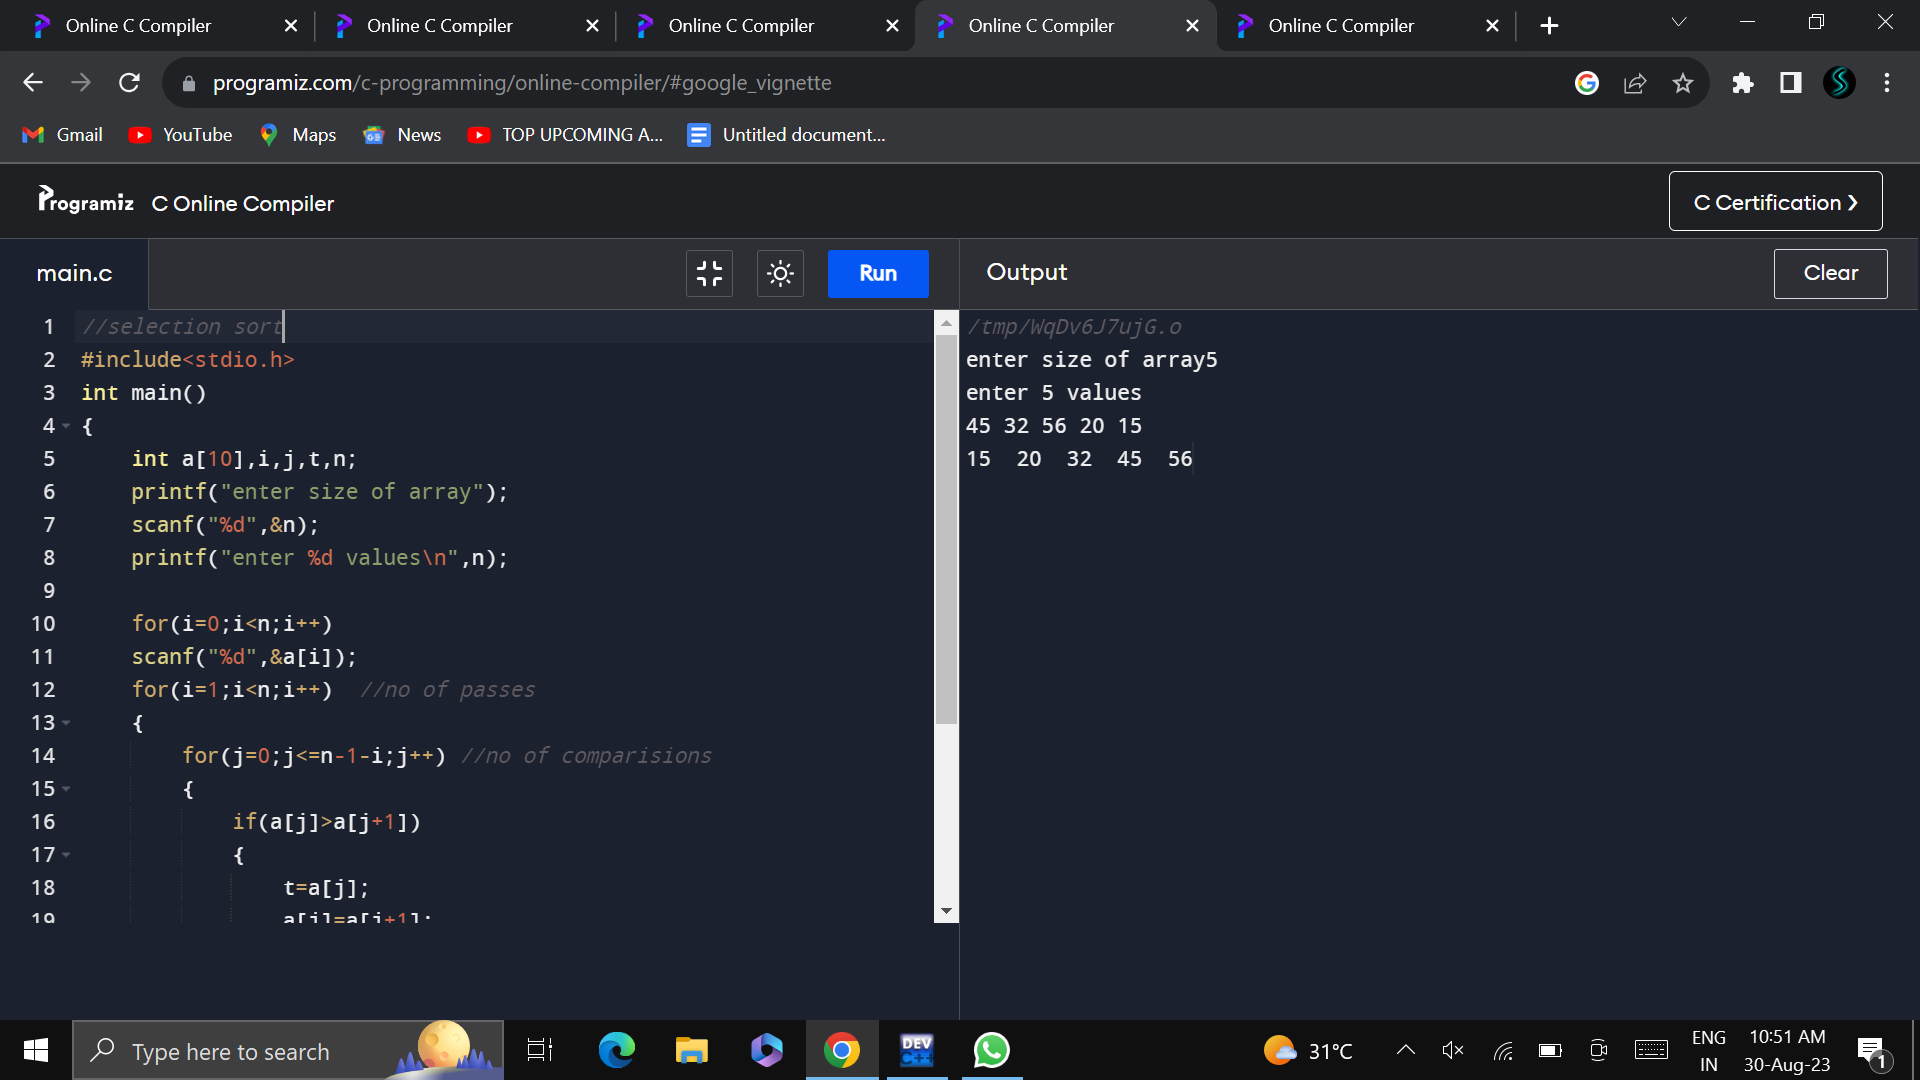 Online C Compiler
Online C Compiler
Online C Compiler
Online C Compiler
Online C Compiler
programiz.com/c-programming/online-compiler/#google_vignette
Gmail
YouTube
Maps
News
TOP UPCOMING A...
Untitled document...
Programiz
C Online Compiler
C Certification ❯
main.c
Run
Output
Clear
1 //selection sort
2 #include<stdio.h>
3 int main()
4 {
5 int a[10],i,j,t,n;
6 printf("enter size of array");
7 scanf("%d",&n);
8 printf("enter %d values\n",n);
9
10 for(i=0;i<n;i++)
11 scanf("%d",&a[i]);
12 for(i=1;i<n;i++) //no of passes
13 {
14 for(j=0;j<=n-1-i;j++) //no of comparisions
15 {
16 if(a[j]>a[j+1])
17 {
18 t=a[j];
19 a[j]=a[j+1];
/tmp/WqDv6J7ujG.o
enter size of array5
enter 5 values
45 32 56 20 15
15 20 32 45 56
Type here to search
DEV
C++
31°C
ENG
IN
10:51 AM
30-Aug-23
1